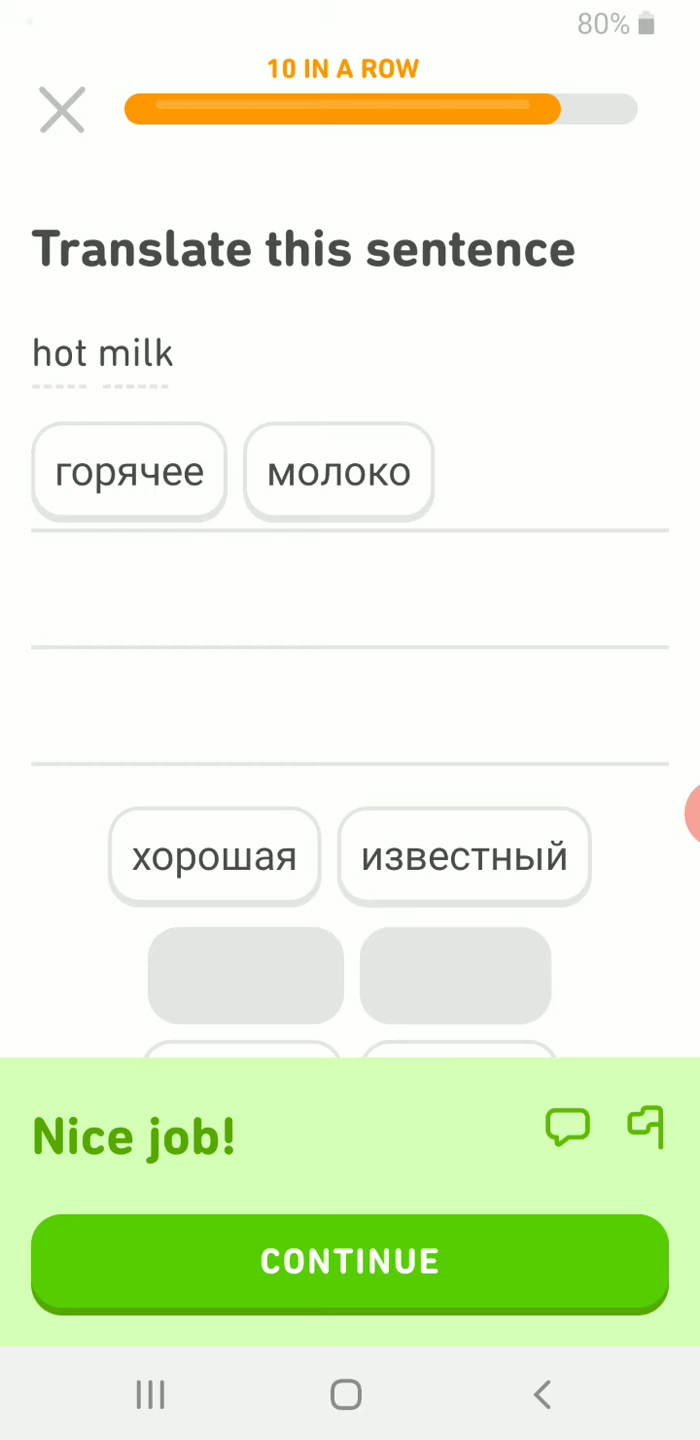 80%
10 IN A ROW
Translate this sentence
hot milk
горячее молоко
хорошая известный
Nice job!
CONTINUE